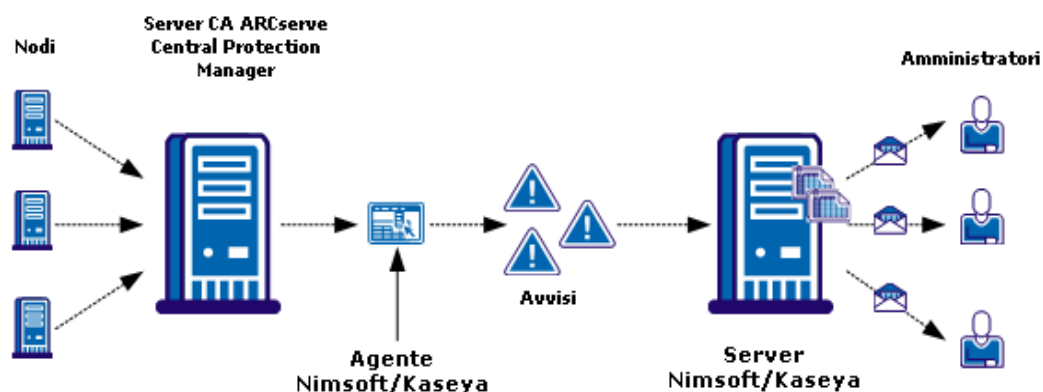 Nodi
Server CA ARCserve
Central Protection
Manager
Amministratori
Avvisi
Agente
Nimsoft/Kaseya
Server
Nimsoft/Kaseya